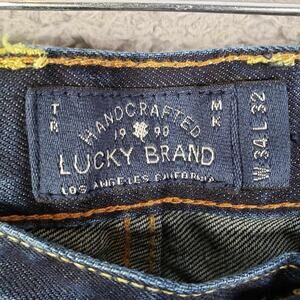 TR
MK
HANDCRAFTED
19 90
LUCKY BRAND
LOS ANGELES CALIFORNIA
W 34 L 32